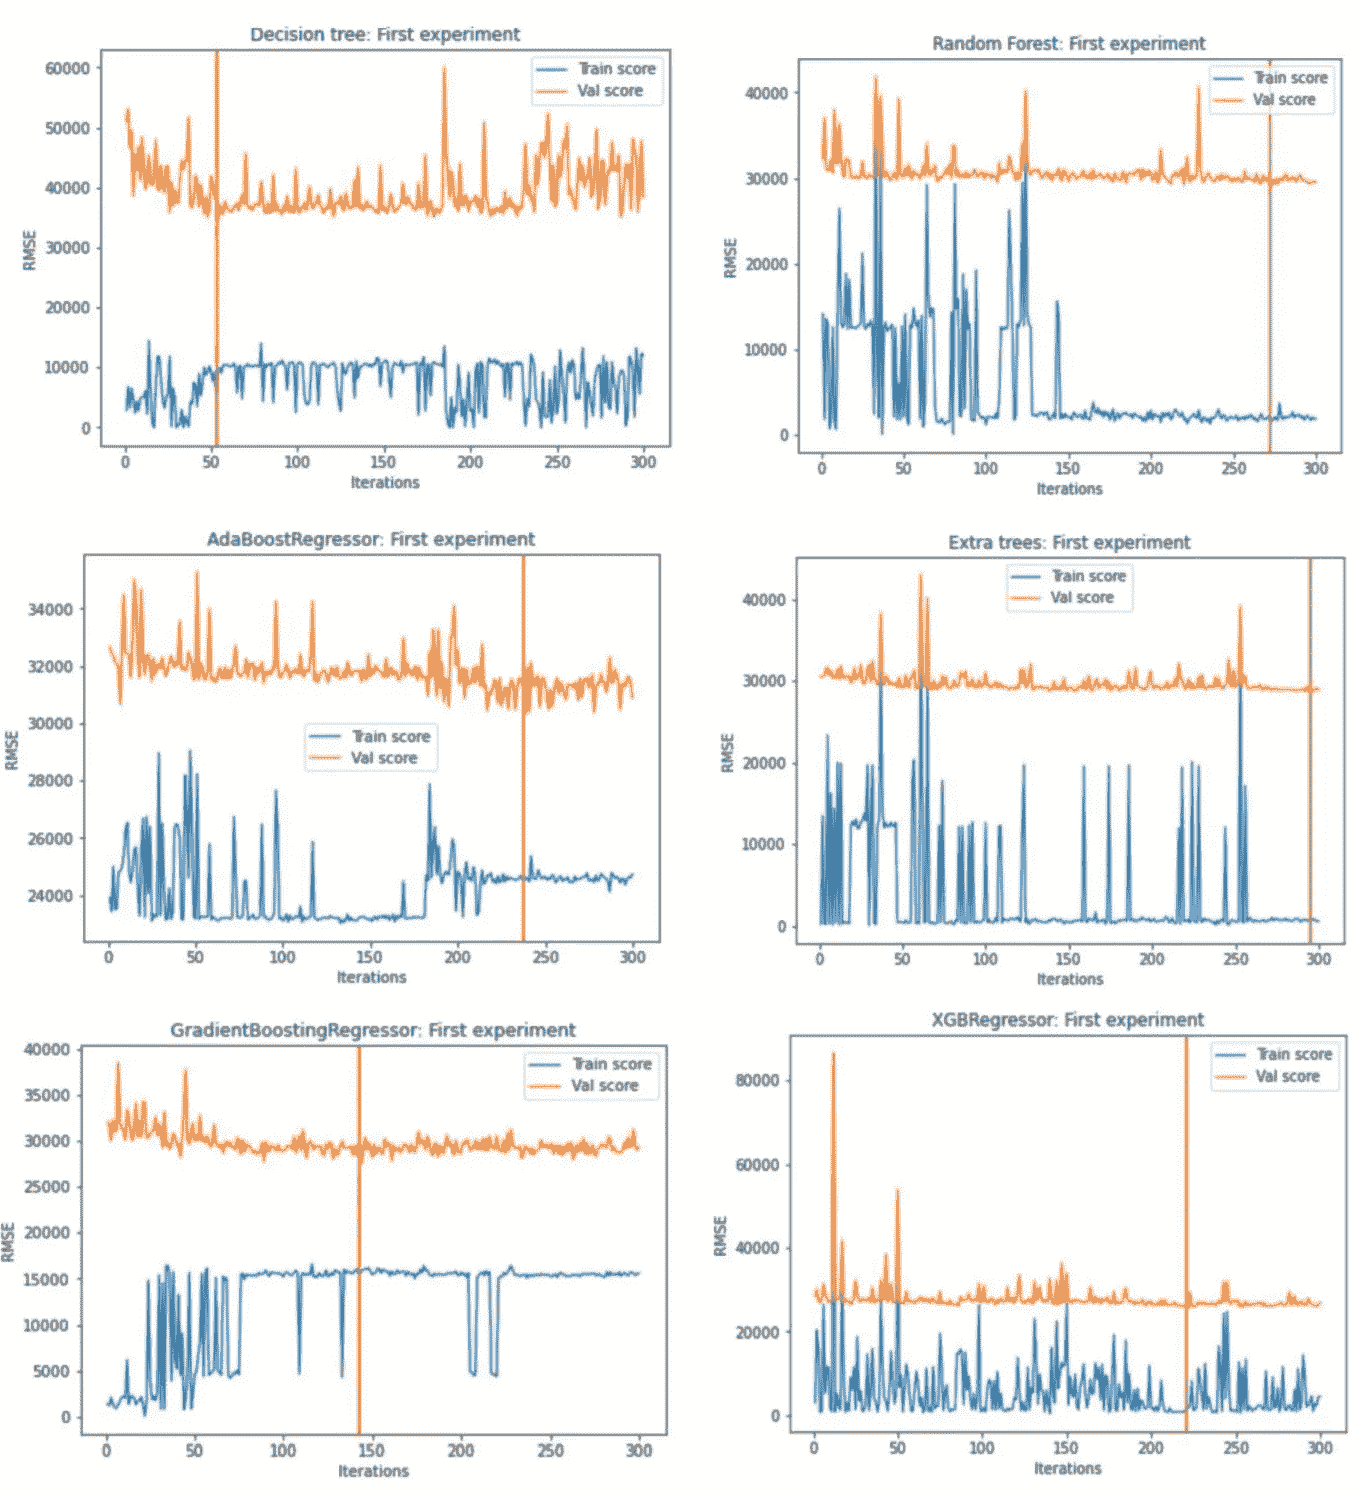 Decision tree: First experiment
Train score
Val score
60000
50000
40000
30000
20000
10000
0
RMSE
0 50 100 150 200 250 300
Iterations
Random Forest: First experiment
Train score
Val score
40000
30000
20000
10000
0
RMSE
0 50 100 150 200 250 300
Iterations
AdaBoostRegressor: First experiment
34000
32000
30000
28000
26000
24000
RMSE
Train score
Val score
0 50 100 150 200 250 300
Iterations
Extra trees: First experiment
Train score
Val score
40000
30000
20000
10000
0
RMSE
0 50 100 150 200 250 300
Iterations
GradientBoostingRegressor: First experiment
Train score
Val score
40000
35000
30000
25000
20000
15000
10000
5000
0
RMSE
0 50 100 150 200 250 300
Iterations
XGBRegressor: First experiment
Train score
Val score
80000
60000
40000
20000
0
RMSE
0 50 100 150 200 250 300
Iterations